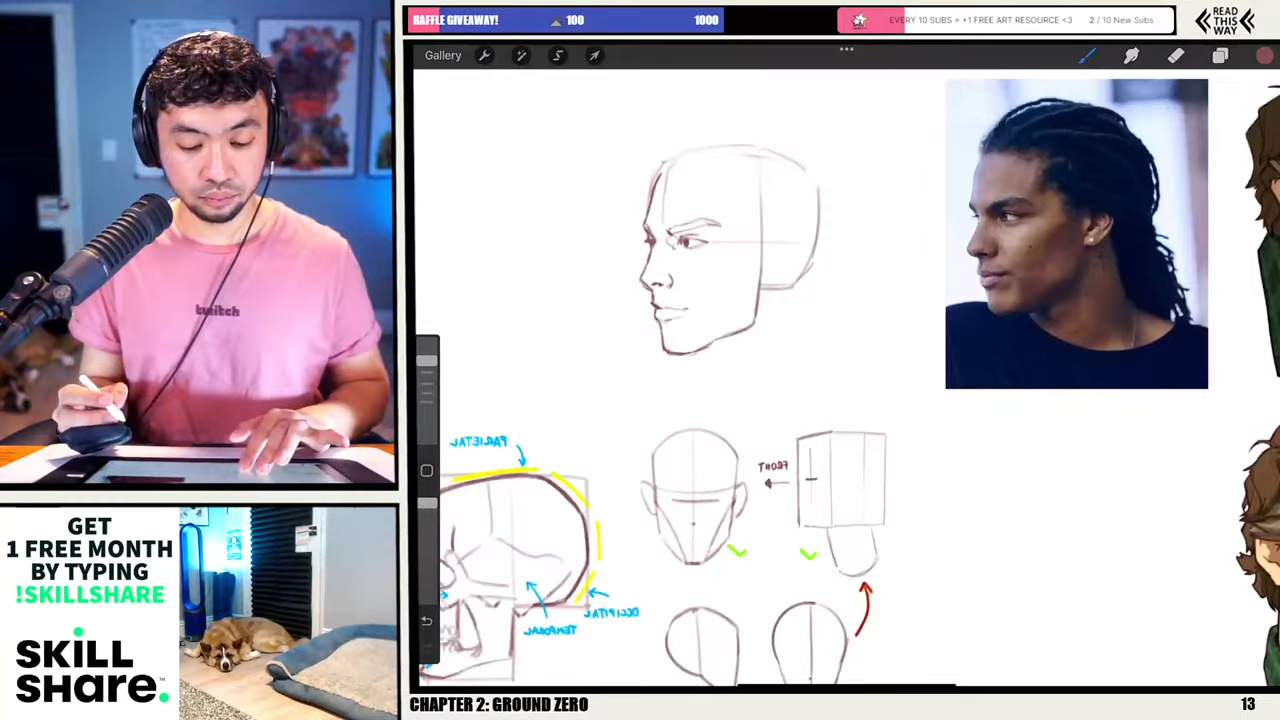 RAFFLE GIVEAWAY!
100
1000
EVERY 10 SUBS = +1 FREE ART RESOURCE <3
2 / 10 New Subs
READ
THIS
WAY
Gallery
twitch
PARIETAL
FRONT
OCCIPITAL
TEMPORAL
GET
1 FREE MONTH
BY TYPING
!SKILLSHARE
SKILL
SHARE.
CHAPTER 2: GROUND ZERO
13